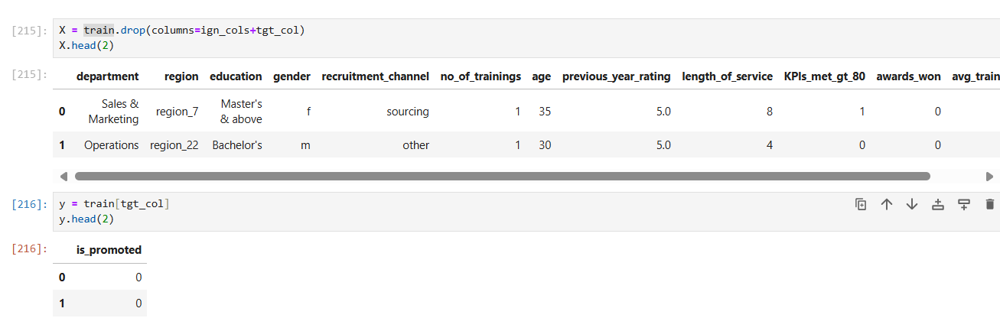 [215]: X = train.drop(columns=ign_cols+tgt_col)
X.head(2)
[215]: department region education gender recruitment_channel no_of_trainings age previous_year_rating length_of_service KPIs_met_gt_80 awards_won avg_train
0 Sales & Marketing region_7 Master's & above f sourcing 1 35 5.0 8 1 0
1 Operations region_22 Bachelor's m other 1 30 5.0 4 0 0
[216]: y = train[tgt_col]
y.head(2)
[216]: is_promoted
0 0
1 0